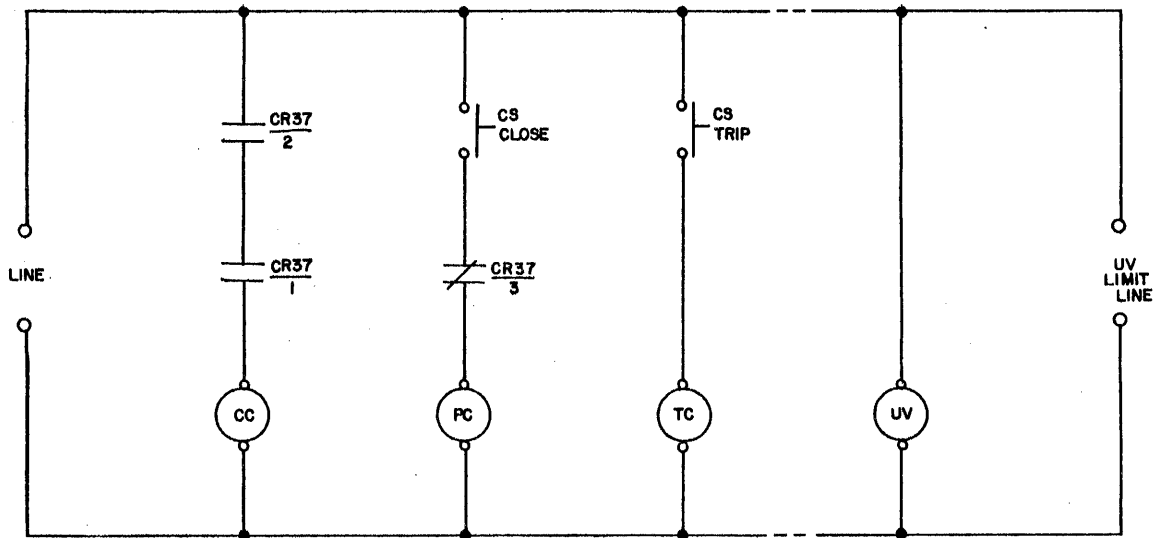 LINE
CR37
2
CR37
1
CC
CS
CLOSE
CR37
3
PC
CS
TRIP
TC
UV
UV
LIMIT
LINE